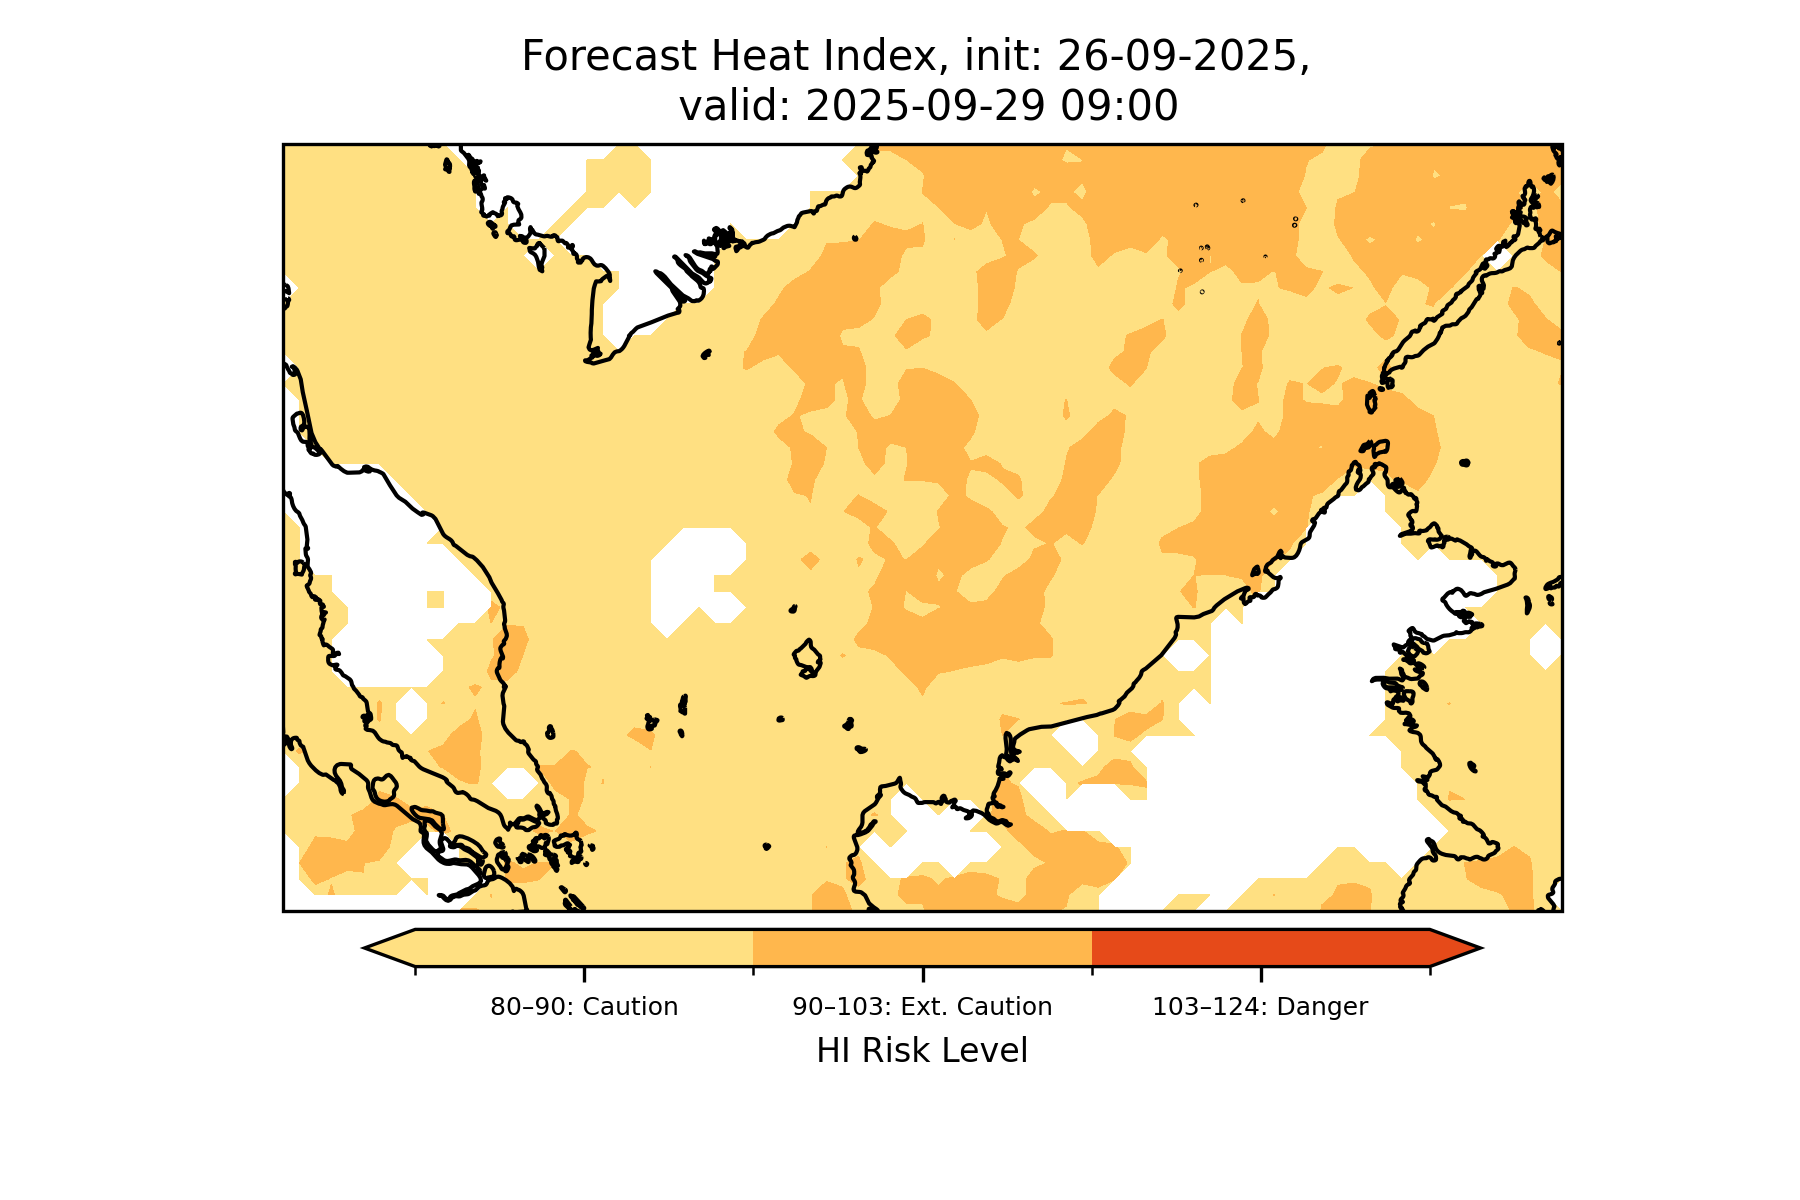 Forecast Heat Index, init: 26-09-2025,
valid: 2025-09-29 09:00
80–90: Caution
90–103: Ext. Caution
103–124: Danger
HI Risk Level